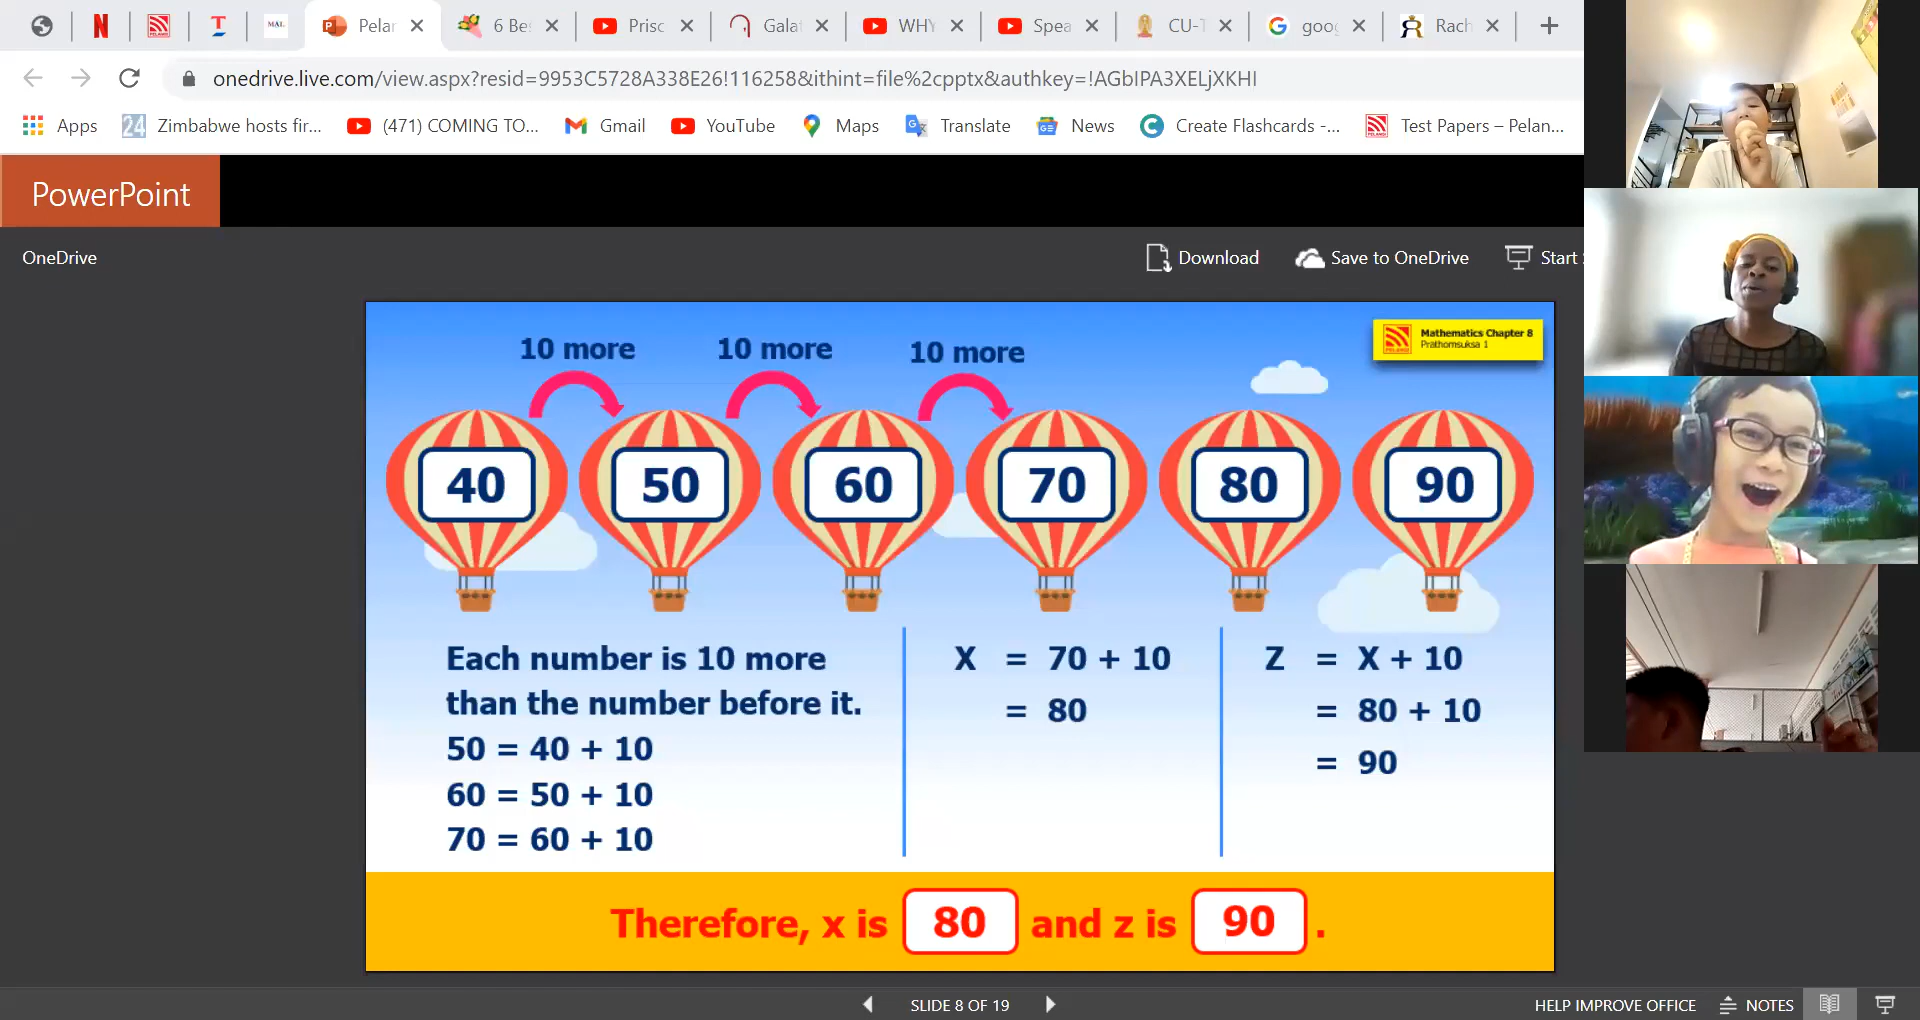 MAL
Pelar
6 Be
Prisc
Galat
WHY
Spea
CU-T
goo
Rach
onedrive.live.com/view.aspx?resid=9953C5728A338E26!116258&ithint=file%2cpptx&authkey=!AGbIPA3XELjXKHI
Apps
24
Zimbabwe hosts fir...
(471) COMING TO...
Gmail
YouTube
Maps
Translate
News
Create Flashcards -...
Test Papers – Pelan...
PowerPoint
OneDrive
Download
Save to OneDrive
Start
10 more
10 more
10 more
PELANGI
Mathematics Chapter 8
Prathomsuksa 1
40
50
60
70
80
90
Each number is 10 more
than the number before it.
50 = 40 + 10
60 = 50 + 10
70 = 60 + 10
X = 70 + 10
= 80
Z = X + 10
= 80 + 10
= 90
Therefore, x is 80 and z is 90 .
SLIDE 8 OF 19
HELP IMPROVE OFFICE
NOTES